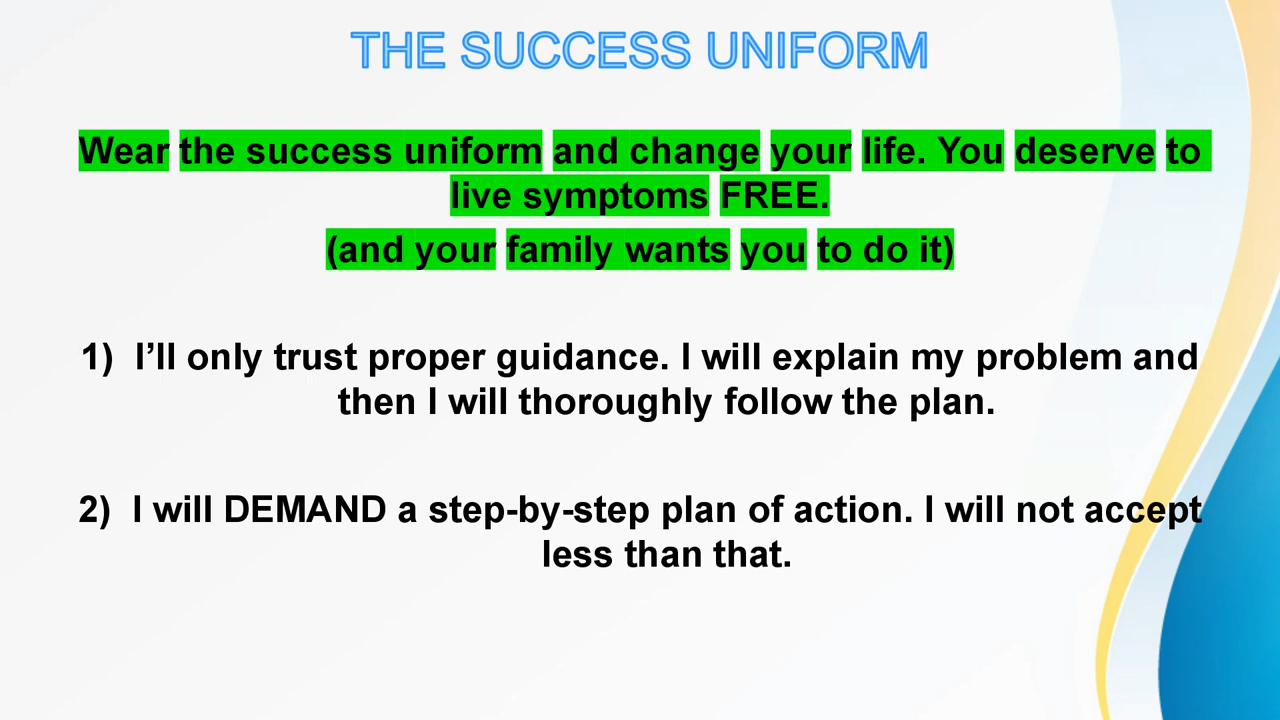 THE SUCCESS UNIFORM
Wear the success uniform and change your life. You deserve to
live symptoms FREE.
(and your family wants you to do it)
1) I’ll only trust proper guidance. I will explain my problem and
then I will thoroughly follow the plan.
2) I will DEMAND a step-by-step plan of action. I will not accept
less than that.